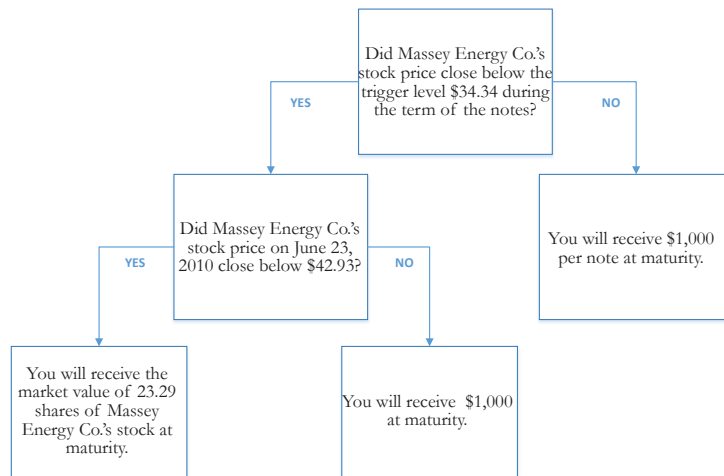 Did Massey Energy Co.'s
stock price close below the
trigger level $34.34 during
the term of the notes?
YES
NO
Did Massey Energy Co.'s
stock price on June 23,
2010 close below $42.93?
You will receive $1,000
per note at maturity.
YES
NO
You will receive the
market value of 23.29
shares of Massey
Energy Co.'s stock at
maturity.
You will receive $1,000
at maturity.